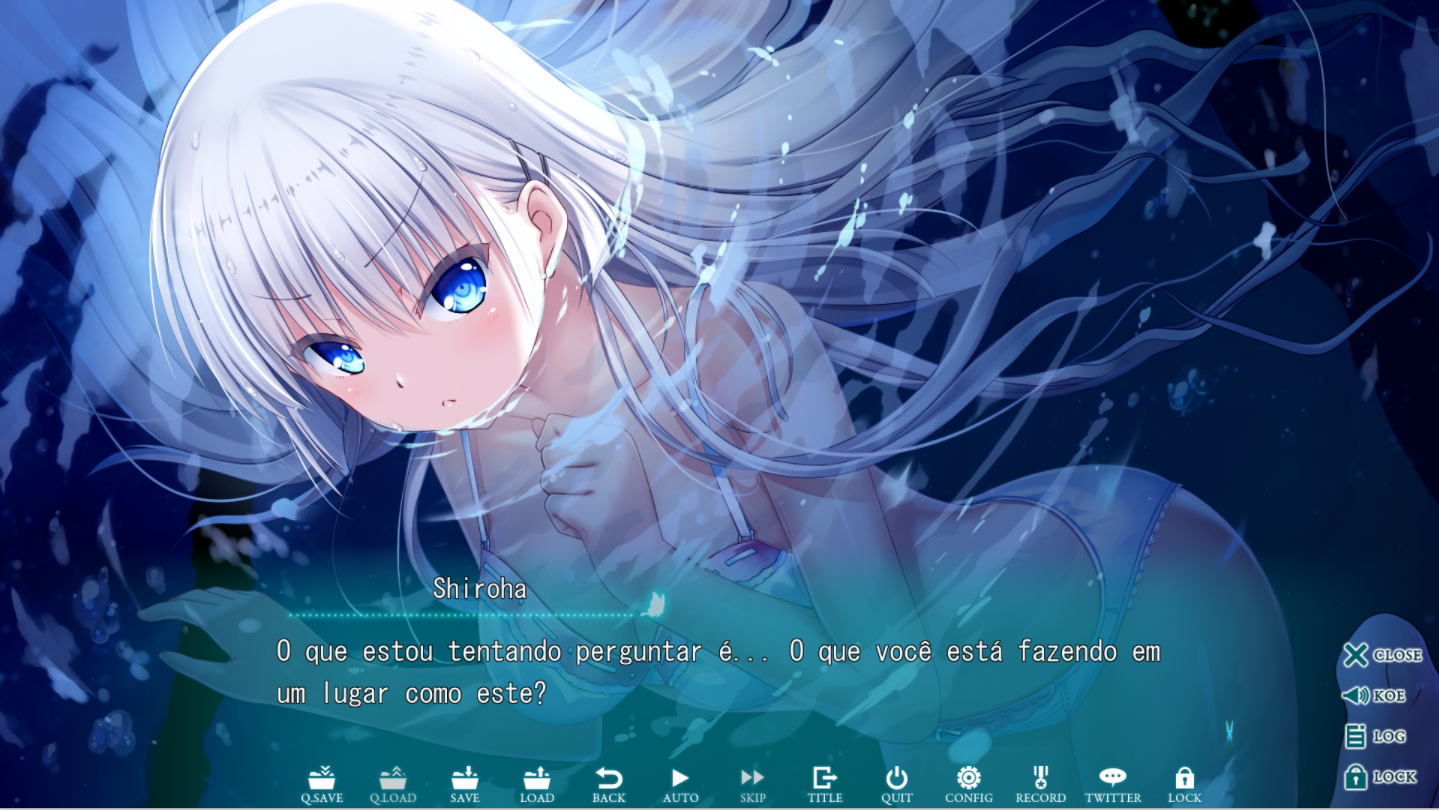 Shiroha
O que estou tentando perguntar é... O que você está fazendo em
um lugar como este?
CLOSE
KOE
LOG
LOCK
Q.SAVE Q.LOAD SAVE LOAD BACK AUTO SKIP TITLE QUIT CONFIG RECORD TWITTER LOCK